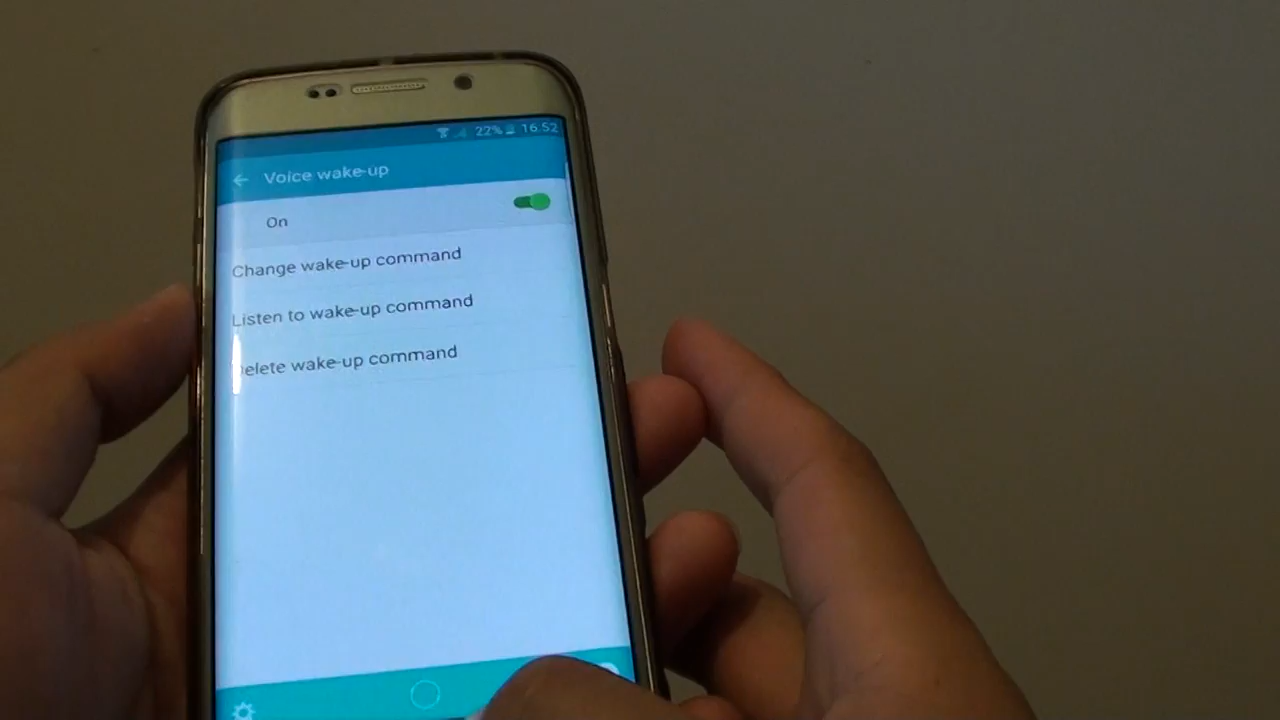 22% 16:52
Voice wake-up
On
Change wake-up command
Listen to wake-up command
Delete wake-up command